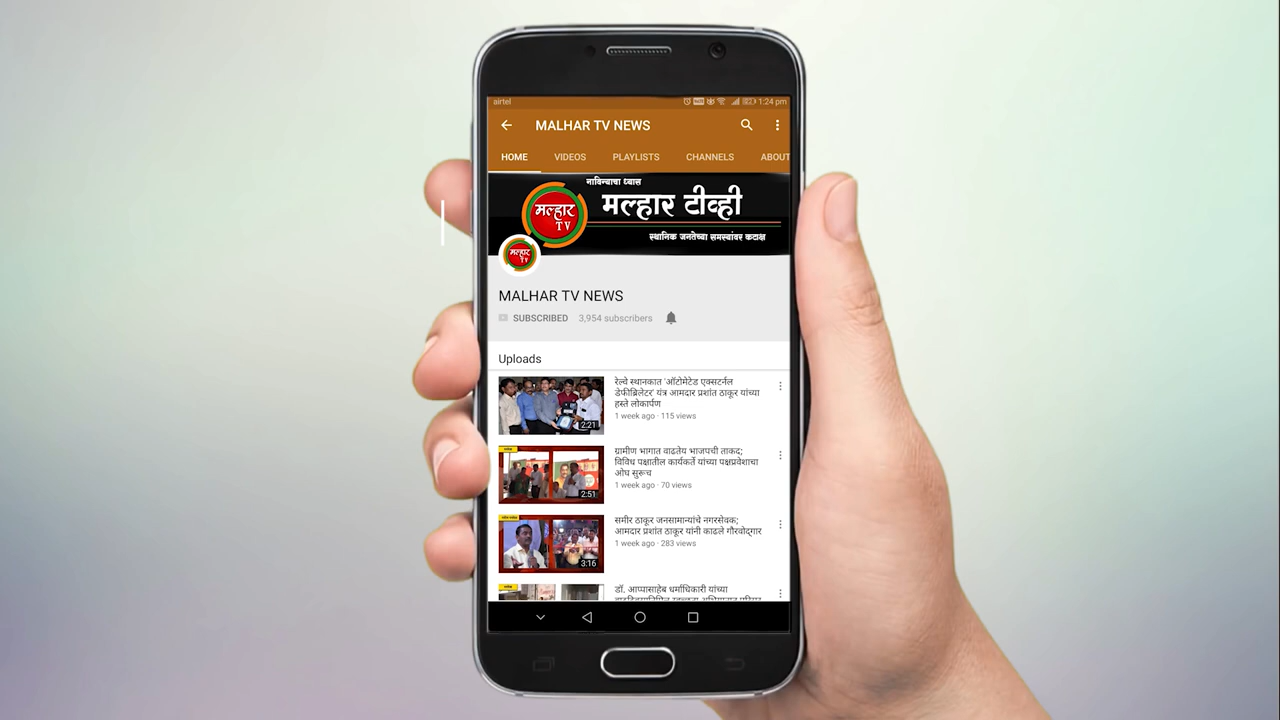 airtel 1:24 pm
MALHAR TV NEWS
HOME VIDEOS PLAYLISTS CHANNELS ABOUT
नाविन्याचा ध्यास
मल्हार टीव्ही
स्थानिक जनतेच्या समस्यांवर कटाक्ष
मल्हार
TV
मल्हार
TV
MALHAR TV NEWS
SUBSCRIBED 3,954 subscribers
Uploads
रेल्वे स्थानकात 'ऑटोमेटेड एक्सटर्नल
डेफीब्रिलेटर' यंत्र आमदार प्रशांत ठाकूर यांच्या
हस्ते लोकार्पण
1 week ago · 115 views
2:21
ग्रामीण भागात वाढतेय भाजपची ताकद;
विविध पक्षातील कार्यकर्ते यांच्या पक्षप्रवेशाचा
ओघ सुरूच
1 week ago · 70 views
2:51
समीर ठाकूर जनसामान्यांचे नगरसेवक;
आमदार प्रशांत ठाकूर यांनी काढले गौरवोद्गार
1 week ago · 283 views
3:16
डॉ. आप्पासाहेब धर्माधिकारी यांच्या